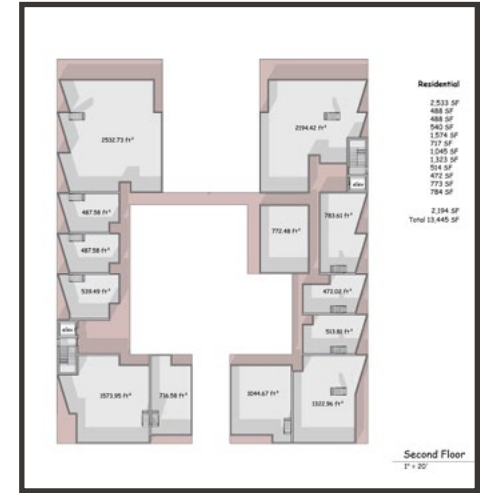 Residential
2,533 SF
488 SF
488 SF
540 SF
1,574 SF
717 SF
1,045 SF
1,323 SF
514 SF
472 SF
773 SF
784 SF
2,194 SF
Total 13,445 SF
2532.73 ft²
2194.42 ft²
elev
487.58 ft²
783.61 ft²
487.58 ft²
772.48 ft²
539.49 ft²
472.02 ft²
elev
513.81 ft²
1573.95 ft²
716.58 ft²
1044.67 ft²
1322.96 ft²
Second Floor
1" = 20'